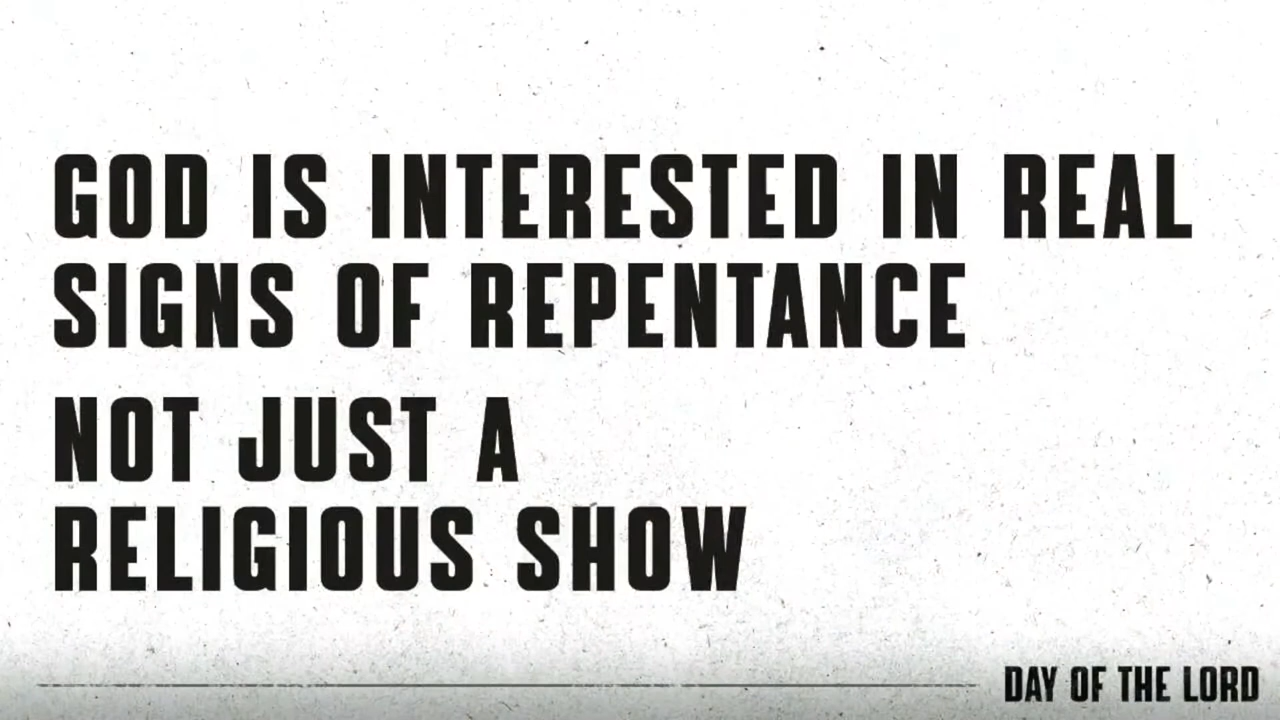 GOD IS INTERESTED IN REAL
SIGNS OF REPENTANCE
NOT JUST A
RELIGIOUS SHOW
DAY OF THE LORD